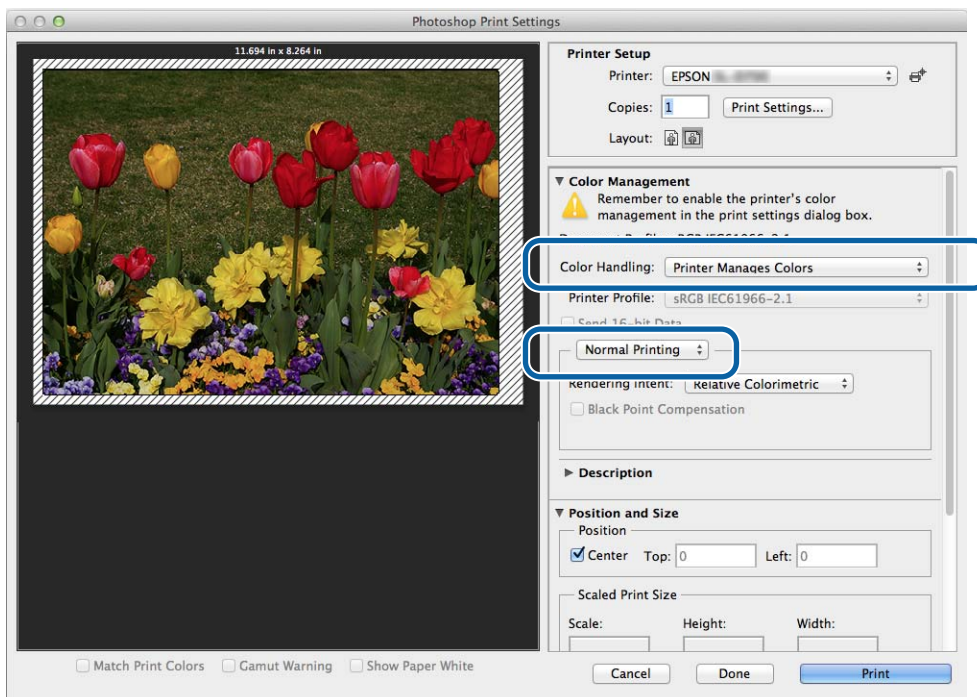 Photoshop Print Settings
11.694 in x 8.264 in
Printer Setup
Printer: EPSON
Copies: 1 Print Settings...
Layout:
Color Management
Remember to enable the printer's color
management in the print settings dialog box.
Color Handling: Printer Manages Colors
Printer Profile: sRGB IEC61966-2.1
Send 16-bit Data
Normal Printing
Rendering Intent: Relative Colorimetric
Black Point Compensation
Description
Position and Size
Position
Center Top: 0 Left: 0
Scaled Print Size
Scale: Height: Width:
Match Print Colors Gamut Warning Show Paper White
Cancel Done Print